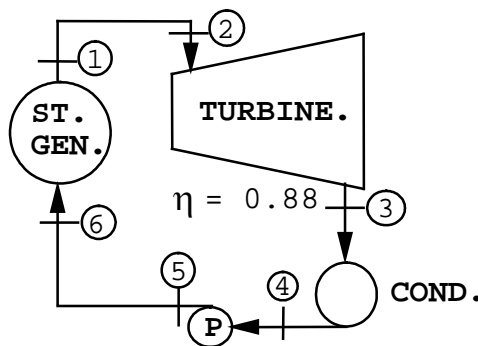 1
2
ST.
GEN.
TURBINE.
η = 0.88
3
6
5
4
COND.
P